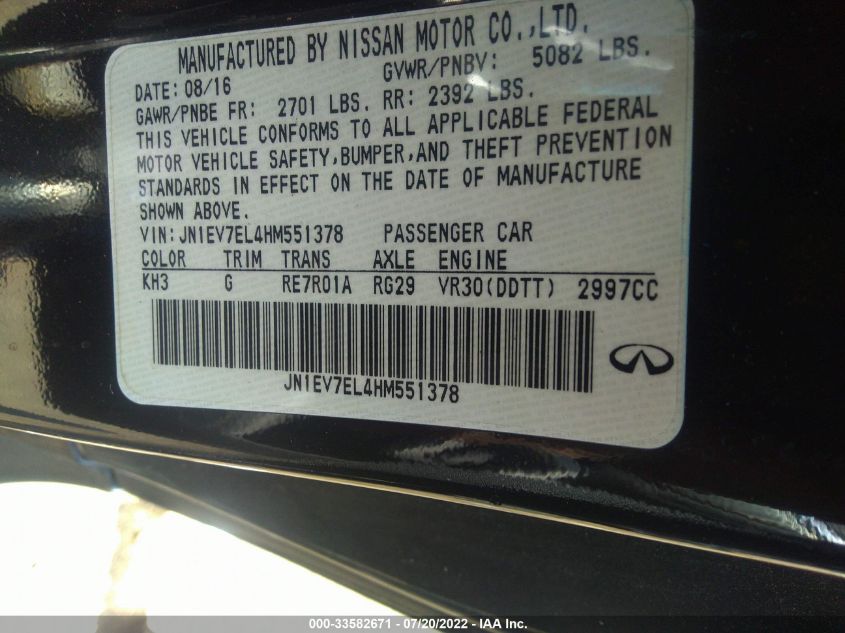 MANUFACTURED BY NISSAN MOTOR CO.,LTD.
DATE: 08/16 GVWR/PNBV: 5082 LBS.
GAWR/PNBE FR: 2701 LBS. RR: 2392 LBS.
THIS VEHICLE CONFORMS TO ALL APPLICABLE FEDERAL
MOTOR VEHICLE SAFETY,BUMPER,AND THEFT PREVENTION
STANDARDS IN EFFECT ON THE DATE OF MANUFACTURE
SHOWN ABOVE.
VIN:JN1EV7EL4HM551378 PASSENGER CAR
COLOR TRIM TRANS AXLE ENGINE
KH3 G RE7R01A RG29 VR30(DDTT) 2997CC
JN1EV7EL4HM551378
000-33582671 - 07/20/2022 - IAA Inc.